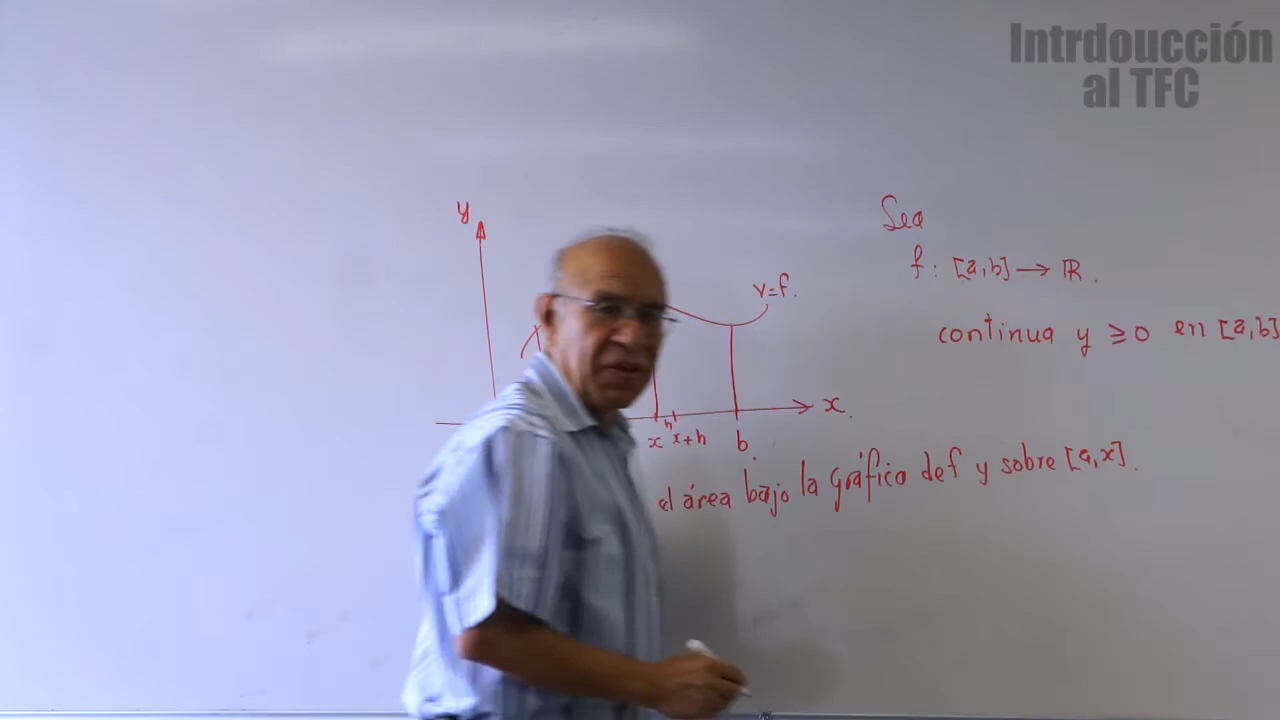 Intrdoucción
al TFC
y
Sea
f: [a,b] → ℝ.
y=f.
continua y ≥0 en [a,b]
x.
h
x x+h b.
el área bajo la gráfica de f y sobre [a,x].